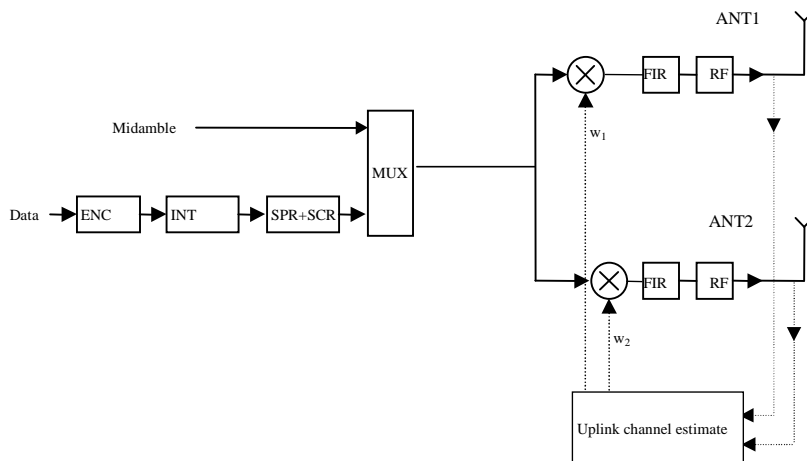 ANT1
FIR
RF
Midamble
w1
MUX
Data
ENC
INT
SPR+SCR
ANT2
FIR
RF
w2
Uplink channel estimate